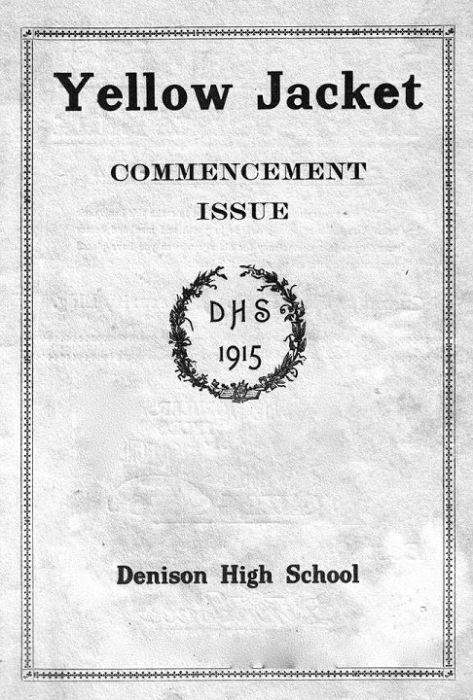 Yellow Jacket
COMMENCEMENT
ISSUE
DHS
1915
Denison High School